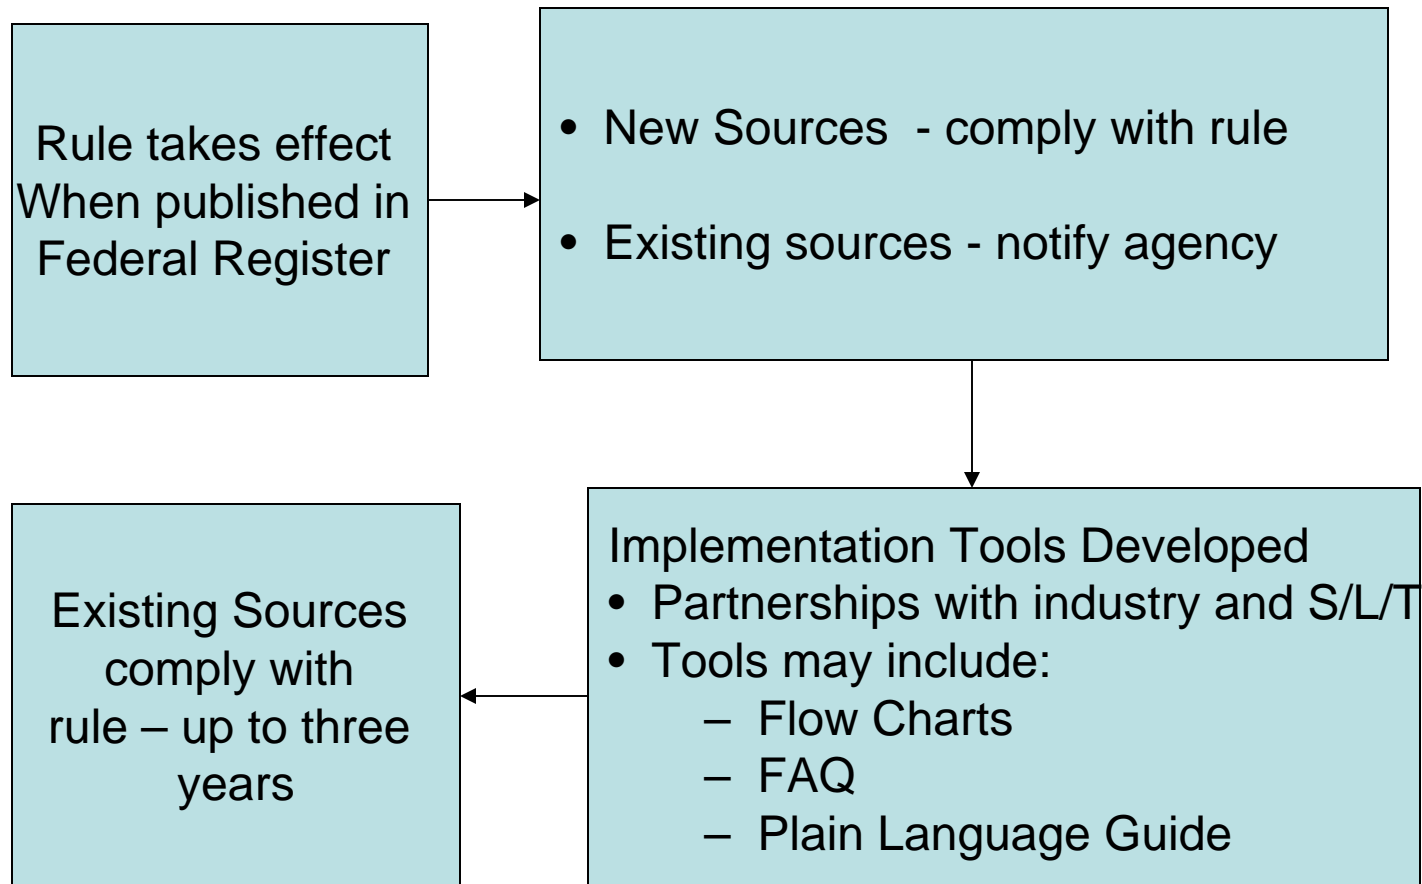 Rule takes effect
When published in
Federal Register
• New Sources - comply with rule
• Existing sources - notify agency
Implementation Tools Developed
• Partnerships with industry and S/L/T
• Tools may include:
– Flow Charts
– FAQ
– Plain Language Guide
Existing Sources
comply with
rule – up to three
years